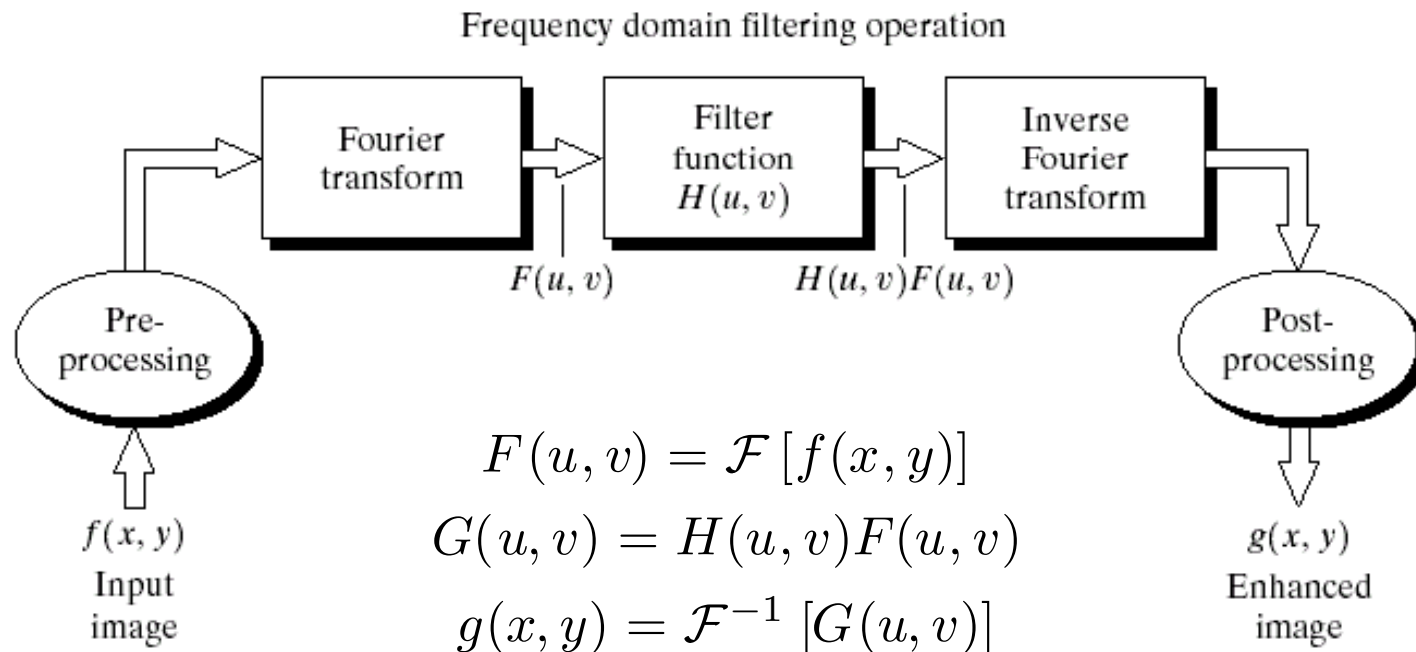 Frequency domain filtering operation
Fourier
transform
Filter
function
H(u, v)
Inverse
Fourier
transform
F(u, v)
H(u, v)F(u, v)
Pre-
processing
Post-
processing
f(x, y)
Input
image
F(u, v) = ℱ [f(x, y)]
G(u, v) = H(u, v)F(u, v)
g(x, y) = ℱ⁻¹ [G(u, v)]
g(x, y)
Enhanced
image